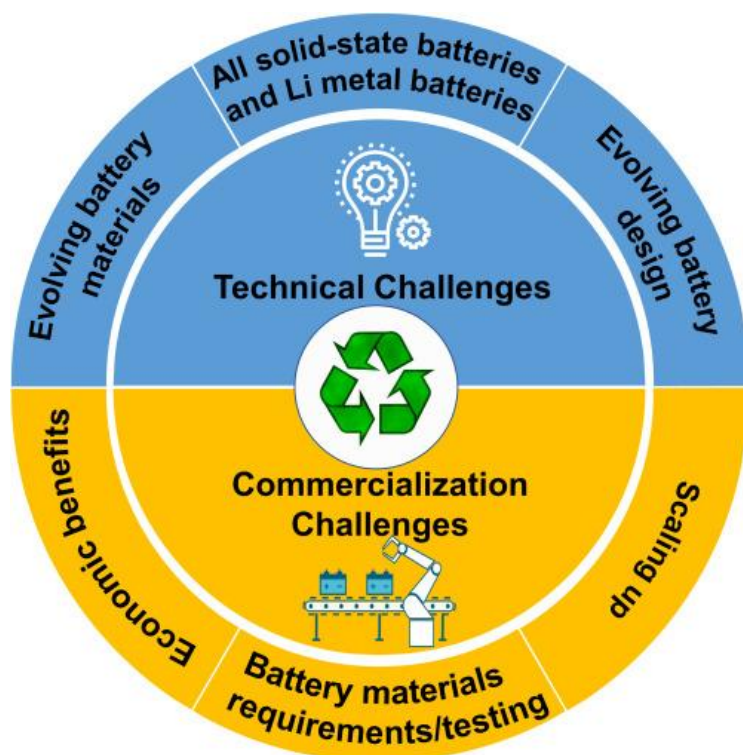 All solid-state batteries
and Li metal batteries
Evolving battery
materials
Evolving battery
design
Technical Challenges
Commercialization
Challenges
Economic benefits
Scaling up
Battery materials
requirements/testing